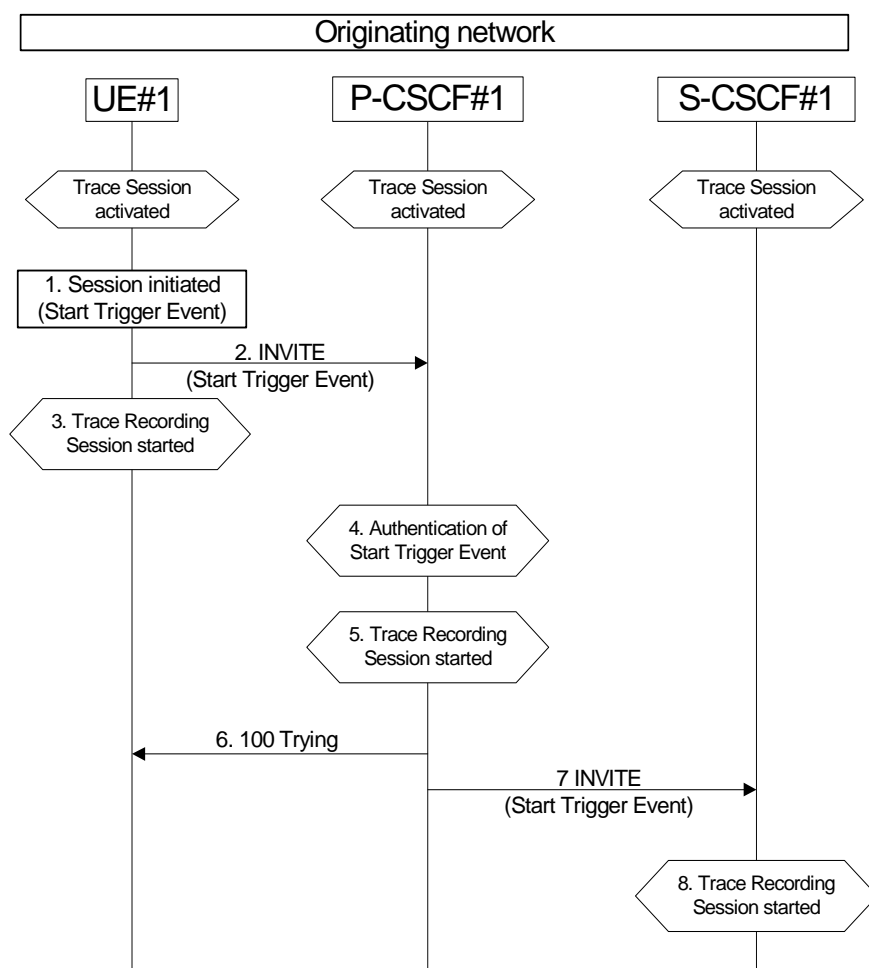 Originating network
UE#1
P-CSCF#1
S-CSCF#1
Trace Session
activated
Trace Session
activated
Trace Session
activated
1. Session initiated
(Start Trigger Event)
2. INVITE
(Start Trigger Event)
3. Trace Recording
Session started
4. Authentication of
Start Trigger Event
5. Trace Recording
Session started
6. 100 Trying
7 INVITE
(Start Trigger Event)
8. Trace Recording
Session started